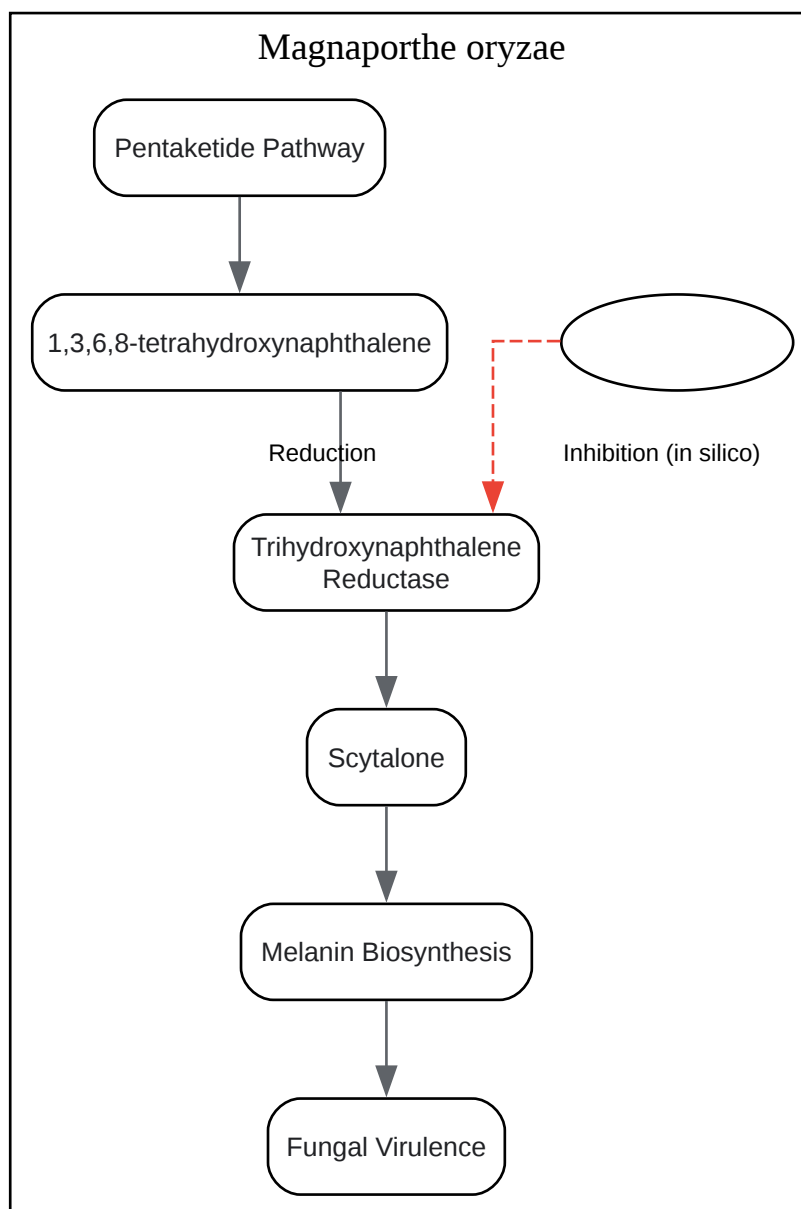 Magnaporthe oryzae
Pentaketide Pathway
1,3,6,8-tetrahydroxynaphthalene
Reduction
Inhibition (in silico)
Trihydroxynaphthalene
Reductase
Scytalone
Melanin Biosynthesis
Fungal Virulence